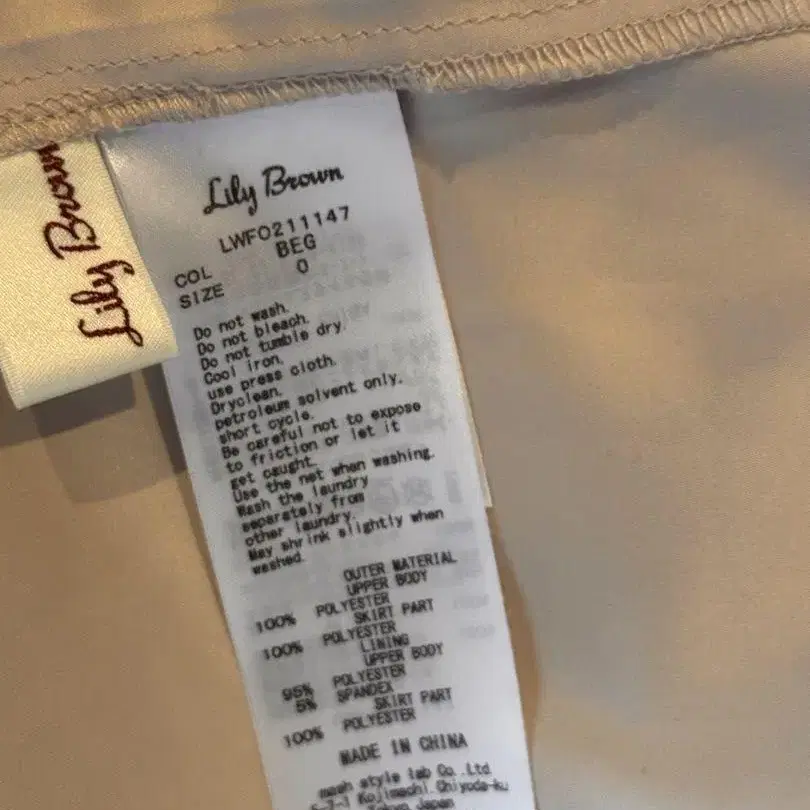 Lily Brown
Lily Brown
LWFO211147
COL BEG
SIZE 0
Do not wash.
Do not bleach.
Do not tumble dry.
Cool iron.
use press cloth.
Dryclean.
petroleum solvent only.
short cycle.
Be careful not to expose
to friction or let it
get caught.
Use the net when washing.
Wash the laundry
separately from
other laundry.
May shrink slightly when
washed.
OUTER MATERIAL
UPPER BODY
100% POLYESTER
SKIRT PART
100% POLYESTER
LINING
UPPER BODY
95% POLYESTER
5% SPANDEX
SKIRT PART
100% POLYESTER
MADE IN CHINA
mash style lab Co.,Ltd
Kojimachi Chiyoda-ku
Japan